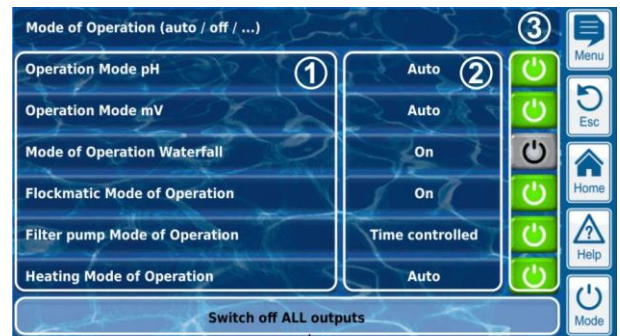 Mode of Operation (auto / off / ...) ③
Menu
Operation Mode pH ① Auto ②
Operation Mode mV Auto
Esc
Mode of Operation Waterfall On
Home
Flockmatic Mode of Operation On
Filter pump Mode of Operation Time controlled
Help
Heating Mode of Operation Auto
Switch off ALL outputs
Mode